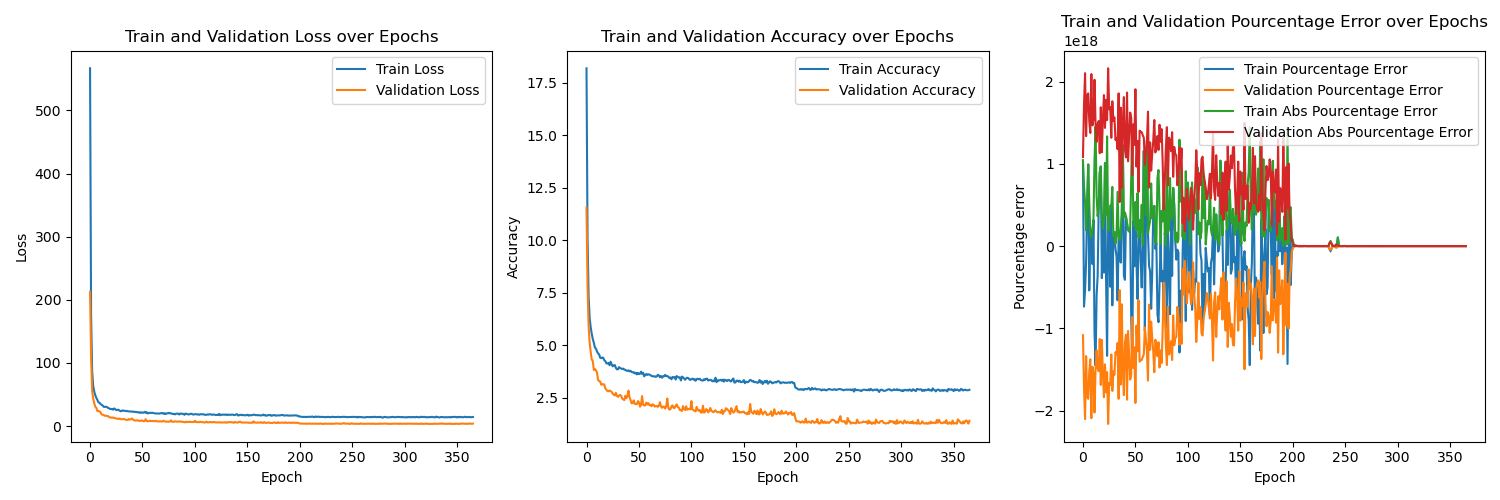 Train and Validation Loss over Epochs
Train Loss
Validation Loss
Loss
500
400
300
200
100
0
0 50 100 150 200 250 300 350
Epoch
Train and Validation Accuracy over Epochs
Train Accuracy
Validation Accuracy
Accuracy
17.5
15.0
12.5
10.0
7.5
5.0
2.5
0 50 100 150 200 250 300 350
Epoch
Train and Validation Pourcentage Error over Epochs
1e18
Train Pourcentage Error
Validation Pourcentage Error
Train Abs Pourcentage Error
Validation Abs Pourcentage Error
Pourcentage error
2
1
0
−1
−2
0 50 100 150 200 250 300 350
Epoch